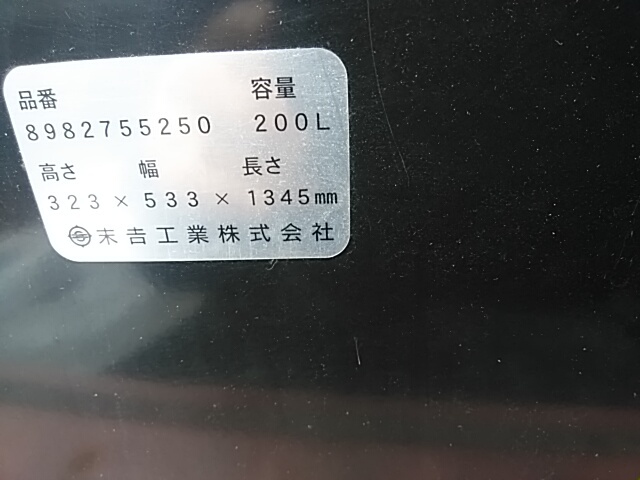 品番 容量
8982755250 200L
高さ 幅 長さ
323×533×1345mm
末吉工業株式会社